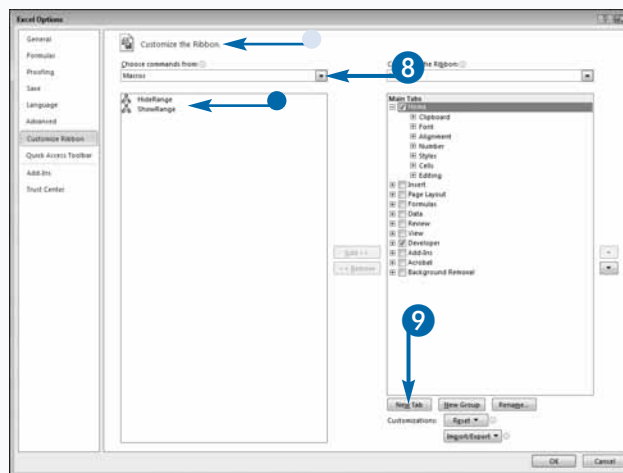 Excel Options
General
Formulas
Proofing
Save
Language
Advanced
Customize Ribbon
Quick Access Toolbar
Add-Ins
Trust Center
Customize the Ribbon.
Choose commands from:
Macros
8
the Ribbon:
HideRange
ShowRange
Main Tabs
Home
Clipboard
Font
Alignment
Number
Styles
Cells
Editing
Insert
Page Layout
Formulas
Data
Review
View
Developer
Add-Ins
Acrobat
Background Removal
Add >>
<< Remove
9
New Tab New Group Rename...
Customizations: Reset
Import/Export
OK Cancel